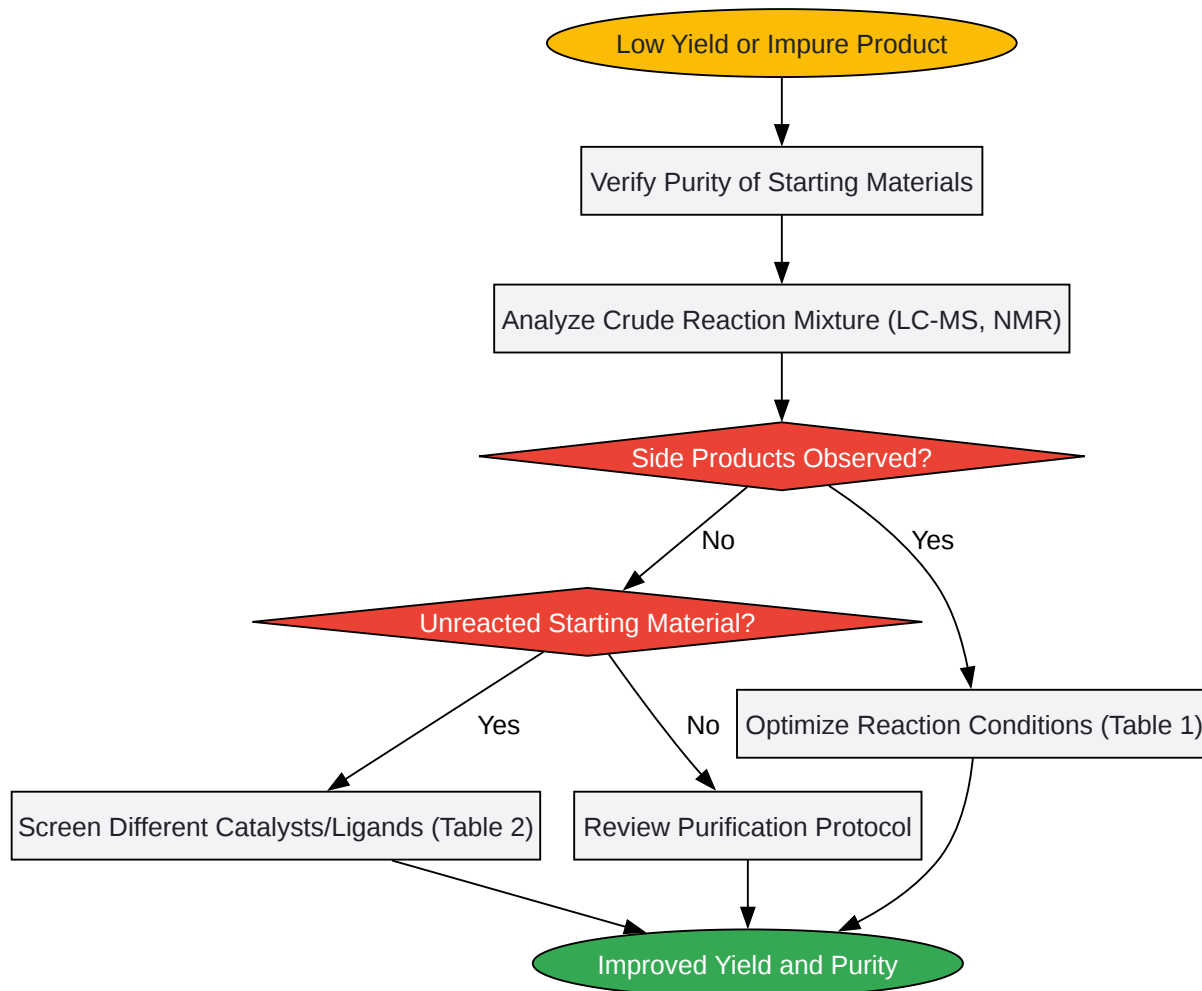 Low Yield or Impure Product
Verify Purity of Starting Materials
Analyze Crude Reaction Mixture (LC-MS, NMR)
Side Products Observed?
No
Yes
Unreacted Starting Material?
Yes
No
Optimize Reaction Conditions (Table 1)
Screen Different Catalysts/Ligands (Table 2)
Review Purification Protocol
Improved Yield and Purity